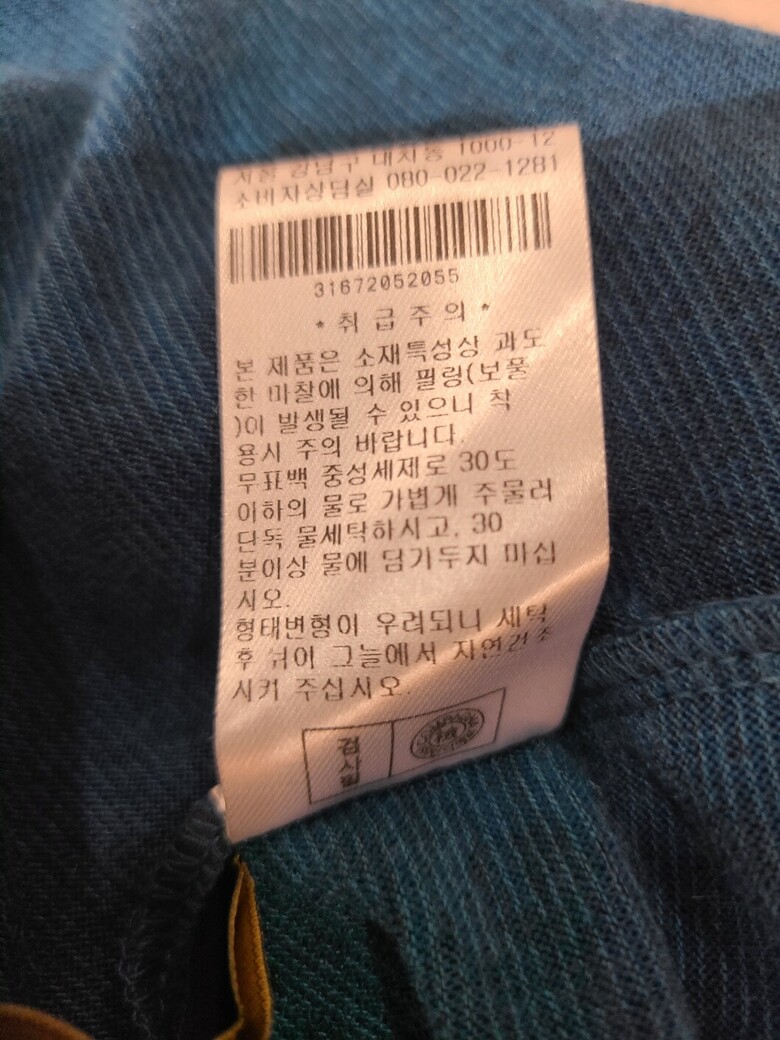 서울 강남구 대치동 1000-12
소비자상담실 080-022-1281
31672052055
*취급주의*
본 제품은 소재특성상 과도
한 마찰에 의해 필링(보풀
)이 발생될 수 있으니 착
용시 주의 바랍니다.
무표백 중성세제로 30도
이하의 물로 가볍게 주물러
단독 물세탁하시고, 30
분이상 물에 담가두지 마십
시오.
형태변형이 우려되니 세탁
후 뉘어 그늘에서 자연건조
시켜 주십시오.
검사필